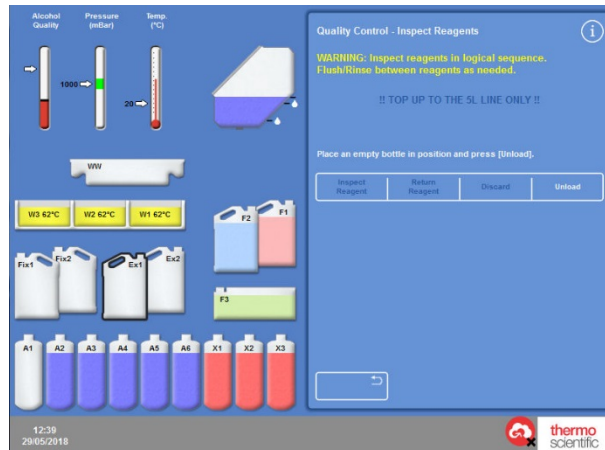 Alcohol
Quality
Pressure
(mBar)
Temp.
(°C)
1000
20
WW
W3 62°C
W2 62°C
W1 62°C
F2
F1
Fix1
Fix2
Ex1
Ex2
F3
A1
A2
A3
A4
A5
A6
X1
X2
X3
Quality Control - Inspect Reagents
i
WARNING: Inspect reagents in logical sequence.
Flush/Rinse between reagents as needed.
!! TOP UP TO THE 5L LINE ONLY !!
Place an empty bottle in position and press [Unload].
Inspect
Reagent
Return
Reagent
Discard
Unload
12:39
29/05/2018
thermo
scientific